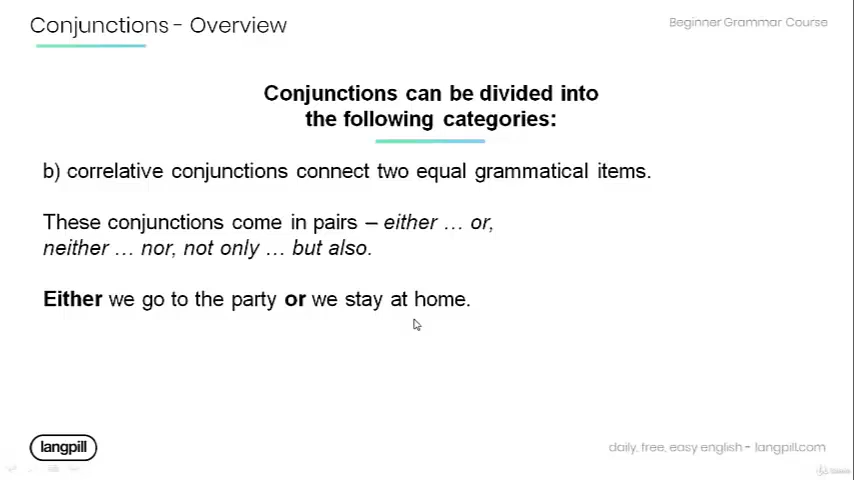 Conjunctions - Overview
Beginner Grammar Course
Conjunctions can be divided into
the following categories:
b) correlative conjunctions connect two equal grammatical items.
These conjunctions come in pairs – either … or,
neither … nor, not only … but also.
Either we go to the party or we stay at home.
langpill
daily, free, easy english - langpill.com